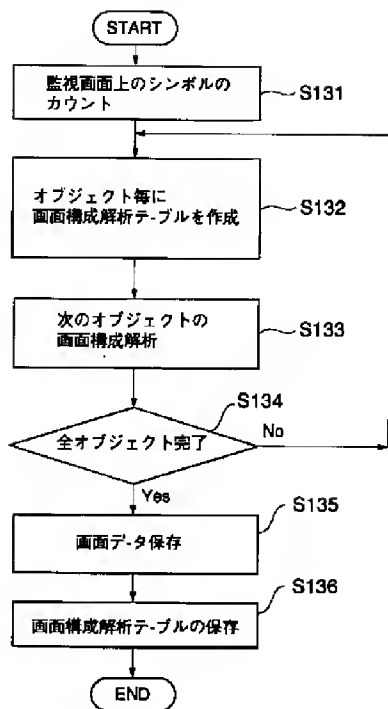 START
監視画面上のシンボルの
カウント
S131
オブジェクト毎に
画面構成解析テ-ブルを作成
S132
次のオブジェクトの
画面構成解析
S133
S134
全オブジェクト完了
No
Yes
S135
画面デ-タ保存
S136
画面構成解析テ-ブルの保存
END